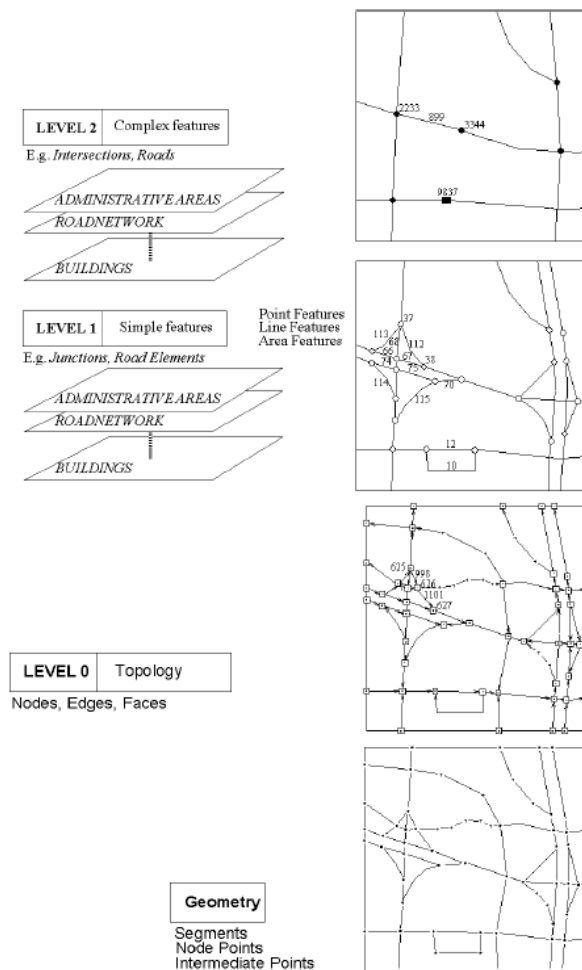 LEVEL 2 Complex features
E.g. Intersections, Roads
ADMINISTRATIVE AREAS
ROADNETWORK
BUILDINGS
2233
899
3344
9837
LEVEL 1 Simple features
Point Features
Line Features
Area Features
E.g. Junctions, Road Elements
ADMINISTRATIVE AREAS
ROADNETWORK
BUILDINGS
37
113
68
112
66
67
38
74
75
70
114
115
12
10
LEVEL 0 Topology
Nodes, Edges, Faces
625
998
626
1101
627
Geometry
Segments
Node Points
Intermediate Points